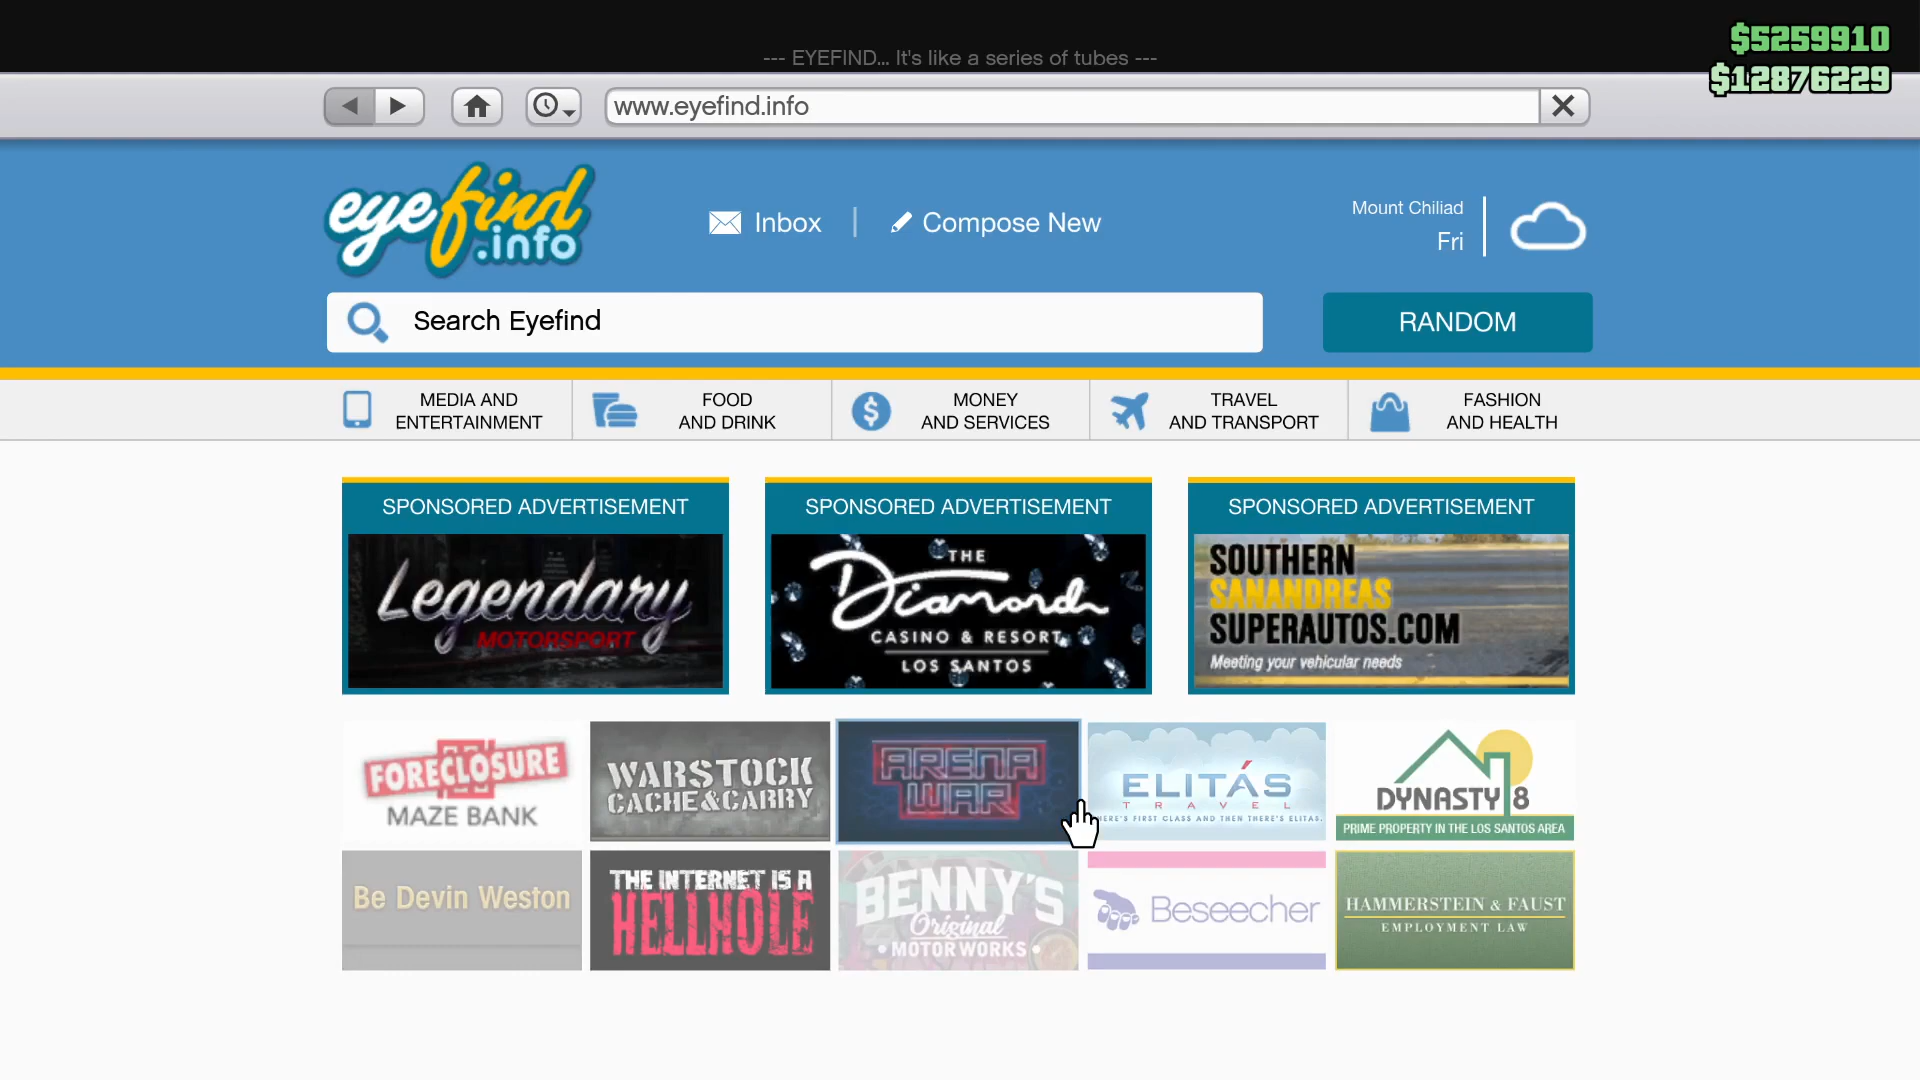 $5259910
--- EYEFIND... It's like a series of tubes ---
$12876229
www.eyefind.info
eyefind
.info
Inbox
Compose New
Mount Chiliad
Fri
Search Eyefind
RANDOM
MEDIA AND
ENTERTAINMENT
FOOD
AND DRINK
MONEY
AND SERVICES
TRAVEL
AND TRANSPORT
FASHION
AND HEALTH
SPONSORED ADVERTISEMENT
Legendary
MOTORSPORT
SPONSORED ADVERTISEMENT
THE
Diamond
CASINO & RESORT
LOS SANTOS
SPONSORED ADVERTISEMENT
SOUTHERN
SANANDREAS
SUPERAUTOS.COM
Meeting your vehicular needs
FORECLOSURE
MAZE BANK
WARSTOCK
CACHE&CARRY
ARENA
WAR
ELITÁS
TRAVEL
HERE'S FIRST CLASS AND THEN THERE'S ELITAS.
DYNASTY 8
PRIME PROPERTY IN THE LOS SANTOS AREA
Be Devin Weston
THE INTERNET IS A
HELLHOLE
BENNY'S
Original
MOTOR WORKS
Beseecher
HAMMERSTEIN & FAUST
EMPLOYMENT LAW